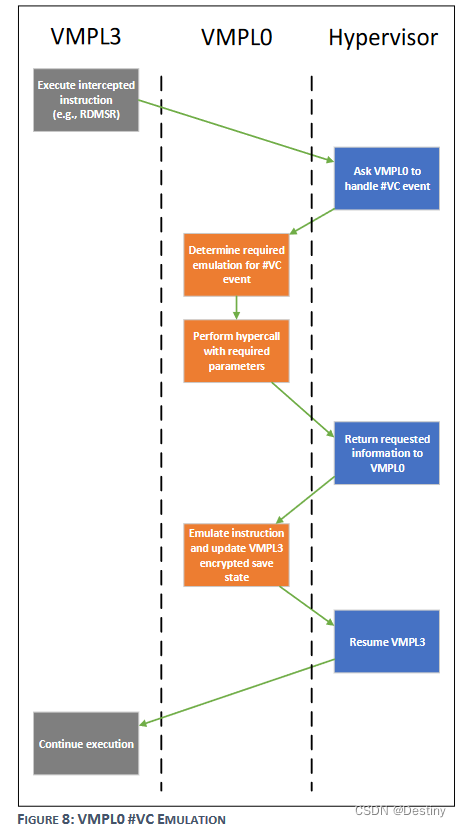 VMPL3
VMPL0
Hypervisor
Execute intercepted
instruction
(e.g., RDMSR)
Ask VMPL0 to
handle #VC event
Determine required
emulation for #VC
event
Perform hypercall
with required
parameters
Return requested
information to
VMPL0
Emulate instruction
and update VMPL3
encrypted save
state
Resume VMPL3
Continue execution
FIGURE 8: VMPL0 #VC EMULATION
CSDN @Destiny